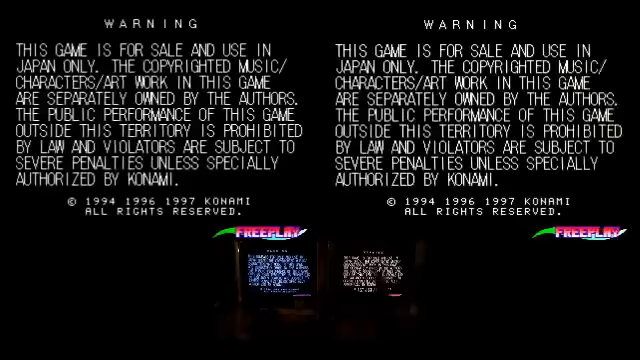 WARNING
THIS GAME IS FOR SALE AND USE IN
JAPAN ONLY. THE COPYRIGHTED MUSIC/
CHARACTERS/ART WORK IN THIS GAME
ARE SEPARATELY OWNED BY THE AUTHORS.
THE PUBLIC PERFORMANCE OF THIS GAME
OUTSIDE THIS TERRITORY IS PROHIBITED
BY LAW AND VIOLATORS ARE SUBJECT TO
SEVERE PENALTIES UNLESS SPECIALLY
AUTHORIZED BY KONAMI.
© 1994 1996 1997 KONAMI
ALL RIGHTS RESERVED.
FREEPLAY
WARNING
THIS GAME IS FOR SALE AND USE IN
JAPAN ONLY. THE COPYRIGHTED MUSIC/
CHARACTERS/ART WORK IN THIS GAME
ARE SEPARATELY OWNED BY THE AUTHORS.
THE PUBLIC PERFORMANCE OF THIS GAME
OUTSIDE THIS TERRITORY IS PROHIBITED
BY LAW AND VIOLATORS ARE SUBJECT TO
SEVERE PENALTIES UNLESS SPECIALLY
AUTHORIZED BY KONAMI.
© 1994 1996 1997 KONAMI
ALL RIGHTS RESERVED.
FREEPLAY